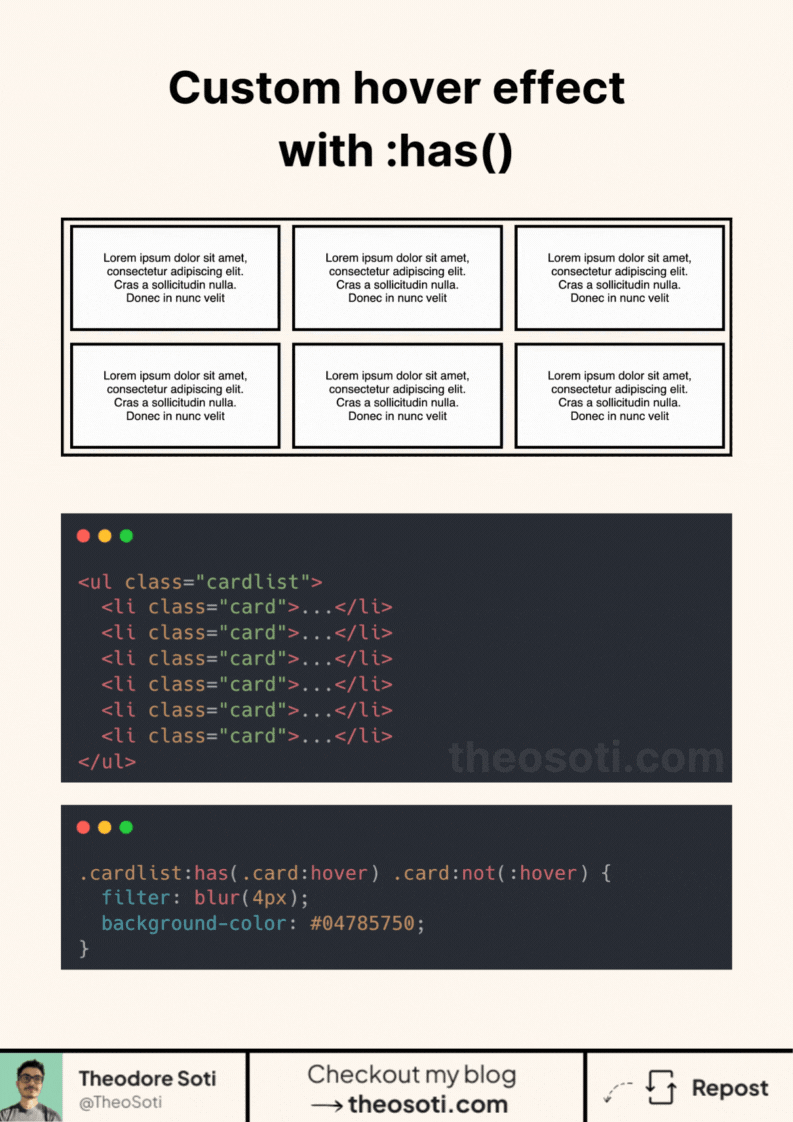 Custom hover effect
with :has()
Lorem ipsum dolor sit amet,
consectetur adipiscing elit.
Cras a sollicitudin nulla.
Donec in nunc velit
Lorem ipsum dolor sit amet,
consectetur adipiscing elit.
Cras a sollicitudin nulla.
Donec in nunc velit
Lorem ipsum dolor sit amet,
consectetur adipiscing elit.
Cras a sollicitudin nulla.
Donec in nunc velit
Lorem ipsum dolor sit amet,
consectetur adipiscing elit.
Cras a sollicitudin nulla.
Donec in nunc velit
Lorem ipsum dolor sit amet,
consectetur adipiscing elit.
Cras a sollicitudin nulla.
Donec in nunc velit
Lorem ipsum dolor sit amet,
consectetur adipiscing elit.
Cras a sollicitudin nulla.
Donec in nunc velit
<ul class="cardlist">
  <li class="card">...</li>
  <li class="card">...</li>
  <li class="card">...</li>
  <li class="card">...</li>
  <li class="card">...</li>
  <li class="card">...</li>
</ul>
theosoti.com
.cardlist:has(.card:hover) .card:not(:hover) {
  filter: blur(4px);
  background-color: #04785750;
}
Theodore Soti
@TheoSoti
Checkout my blog
→ theosoti.com
Repost